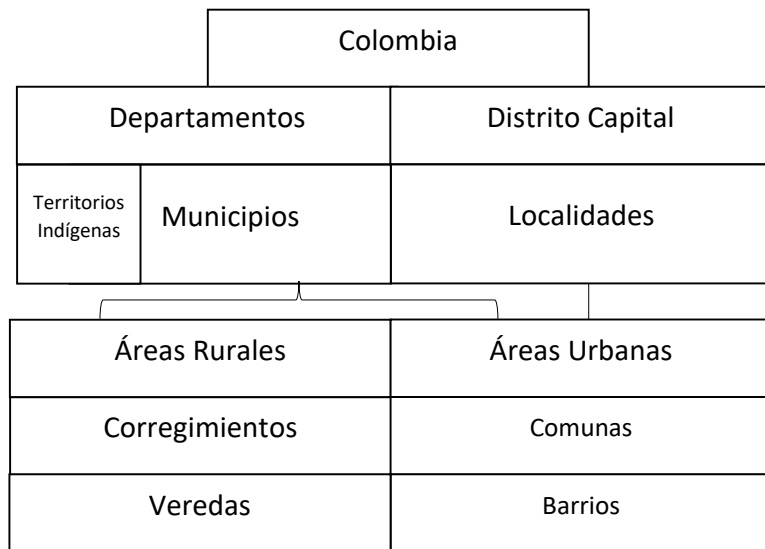 Colombia
Departamentos
Distrito Capital
Territorios
Indígenas
Municipios
Localidades
Áreas Rurales
Áreas Urbanas
Corregimientos
Comunas
Veredas
Barrios